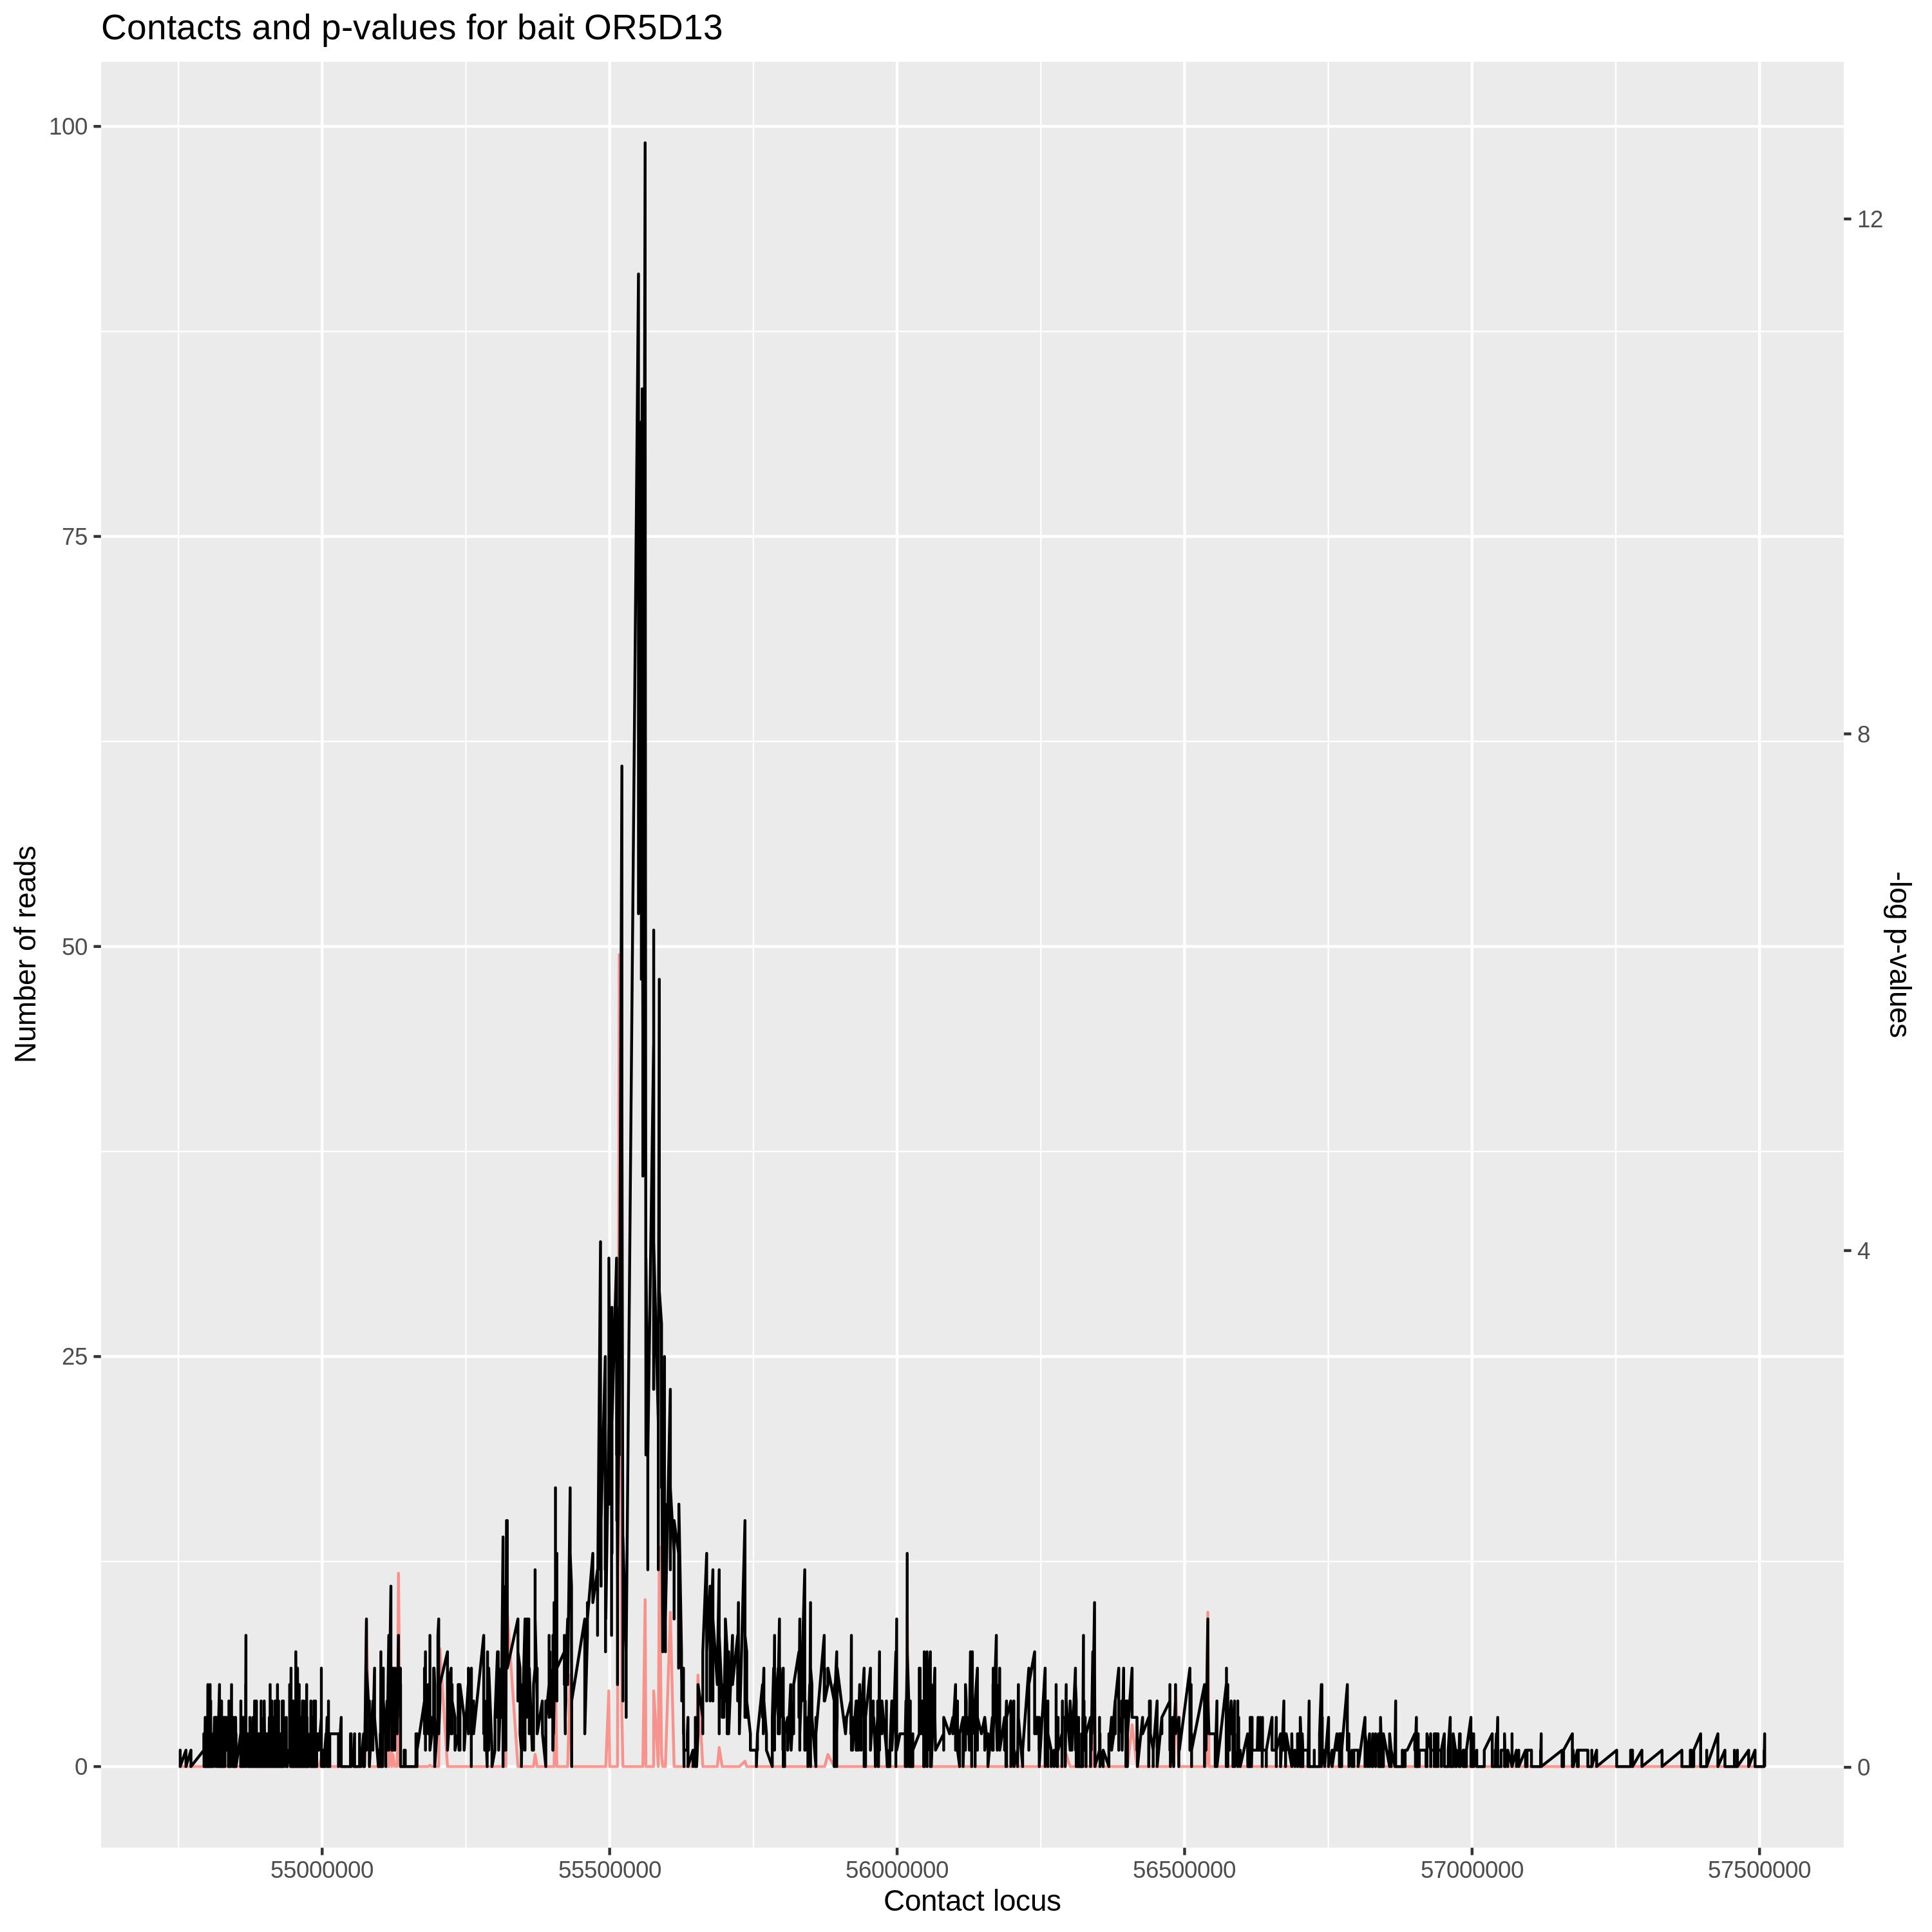 Contacts and p-values for bait OR5D13
100
75
50
25
0
Number of reads
12
8
4
0
-log p-values
55000000 55500000 56000000 56500000 57000000 57500000
Contact locus